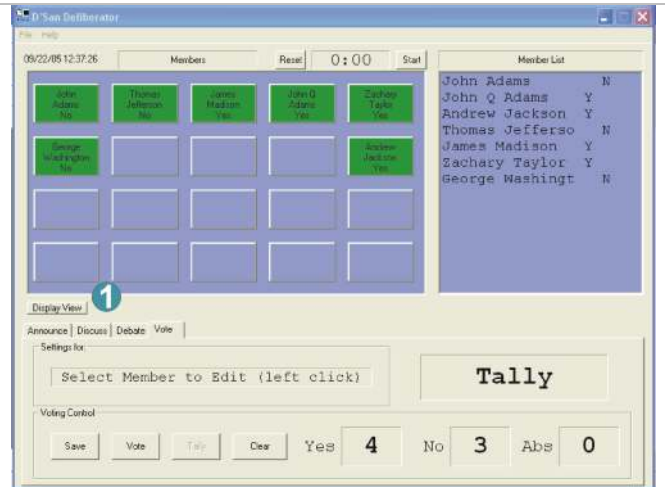 D'San Deliberator
File Help
09/22/05 12:37:26 Members Reset 0:00 Start Member List
John Adams No
Thomas Jefferson No
James Madison Yes
John Q Adams Yes
Zachary Taylor Yes
George Washington No
Andrew Jackson Yes
John Adams N
John Q Adams Y
Andrew Jackson Y
Thomas Jefferso N
James Madison Y
Zachary Taylor Y
George Washingt N
Display View 1
Announce Discuss Debate Vote
Settings for:
Select Member to Edit (left click)
Tally
Voting Control
Save Vote Tally Clear Yes 4 No 3 Abs 0